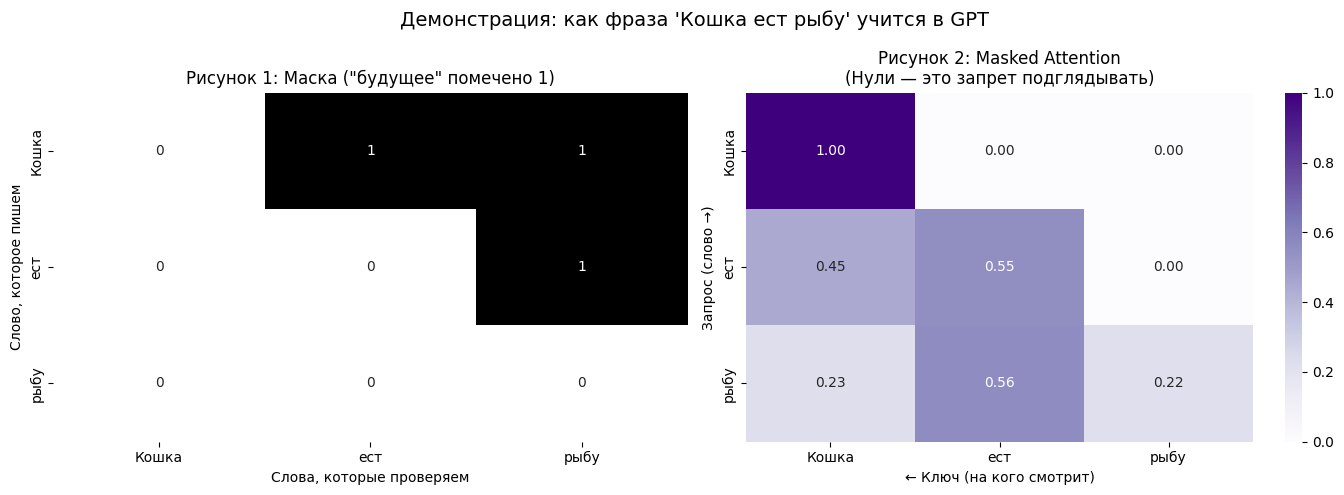 Демонстрация: как фраза 'Кошка ест рыбу' учится в GPT
Рисунок 1: Маска ("будущее" помечено 1)
Слово, которое пишем
Кошка
0
1
1
ест
0
0
1
рыбу
0
0
0
Кошка
ест
рыбу
Слова, которые проверяем
Рисунок 2: Masked Attention
(Нули — это запрет подглядывать)
Запрос (слово →)
Кошка
1.00
0.00
0.00
ест
0.45
0.55
0.00
рыбу
0.23
0.56
0.22
Кошка
ест
рыбу
← Ключ (на кого смотрит)
1.0
0.8
0.6
0.4
0.2
0.0